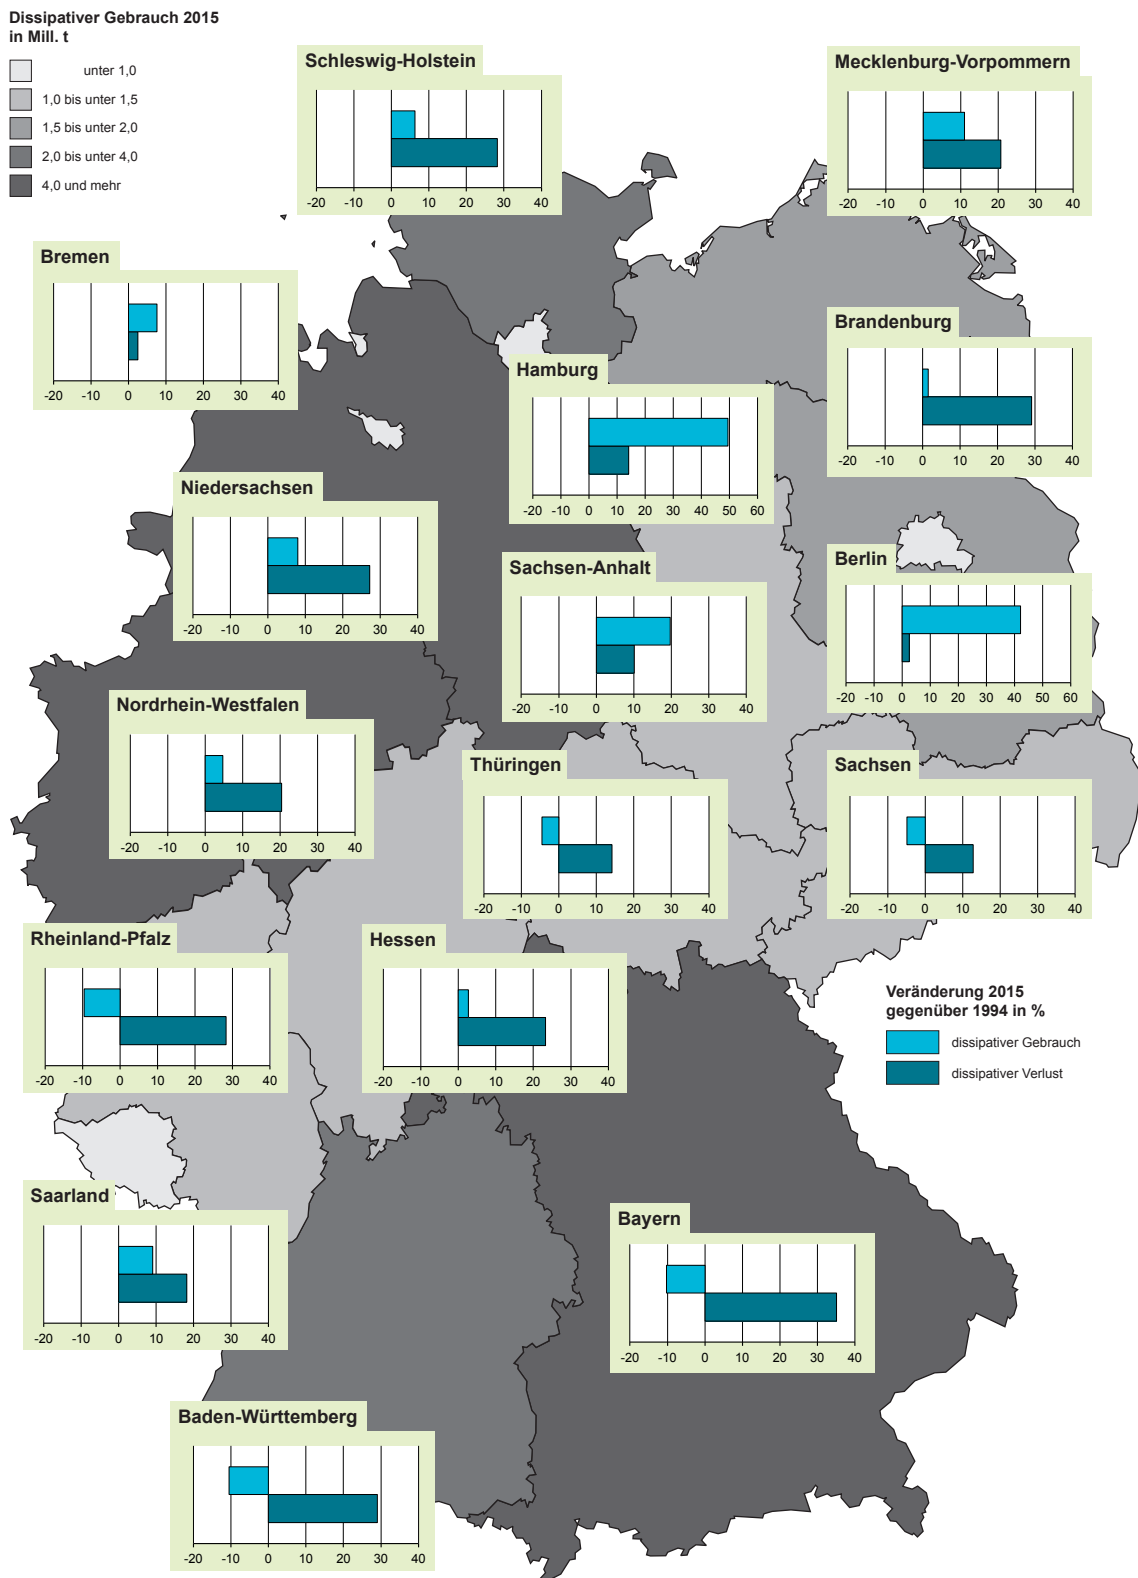 Dissipativer Gebrauch 2015
in Mill. t
unter 1,0
1,0 bis unter 1,5
1,5 bis unter 2,0
2,0 bis unter 4,0
4,0 und mehr
Schleswig-Holstein
-20 -10 0 10 20 30 40
Mecklenburg-Vorpommern
-20 -10 0 10 20 30 40
Bremen
-20 -10 0 10 20 30 40
Brandenburg
-20 -10 0 10 20 30 40
Hamburg
-20 -10 0 10 20 30 40 50 60
Niedersachsen
-20 -10 0 10 20 30 40
Sachsen-Anhalt
-20 -10 0 10 20 30 40
Berlin
-20 -10 0 10 20 30 40 50 60
Nordrhein-Westfalen
-20 -10 0 10 20 30 40
Thüringen
-20 -10 0 10 20 30 40
Sachsen
-20 -10 0 10 20 30 40
Rheinland-Pfalz
-20 -10 0 10 20 30 40
Hessen
-20 -10 0 10 20 30 40
Veränderung 2015
gegenüber 1994 in %
dissipativer Gebrauch
dissipativer Verlust
Saarland
-20 -10 0 10 20 30 40
Bayern
-20 -10 0 10 20 30 40
Baden-Württemberg
-20 -10 0 10 20 30 40